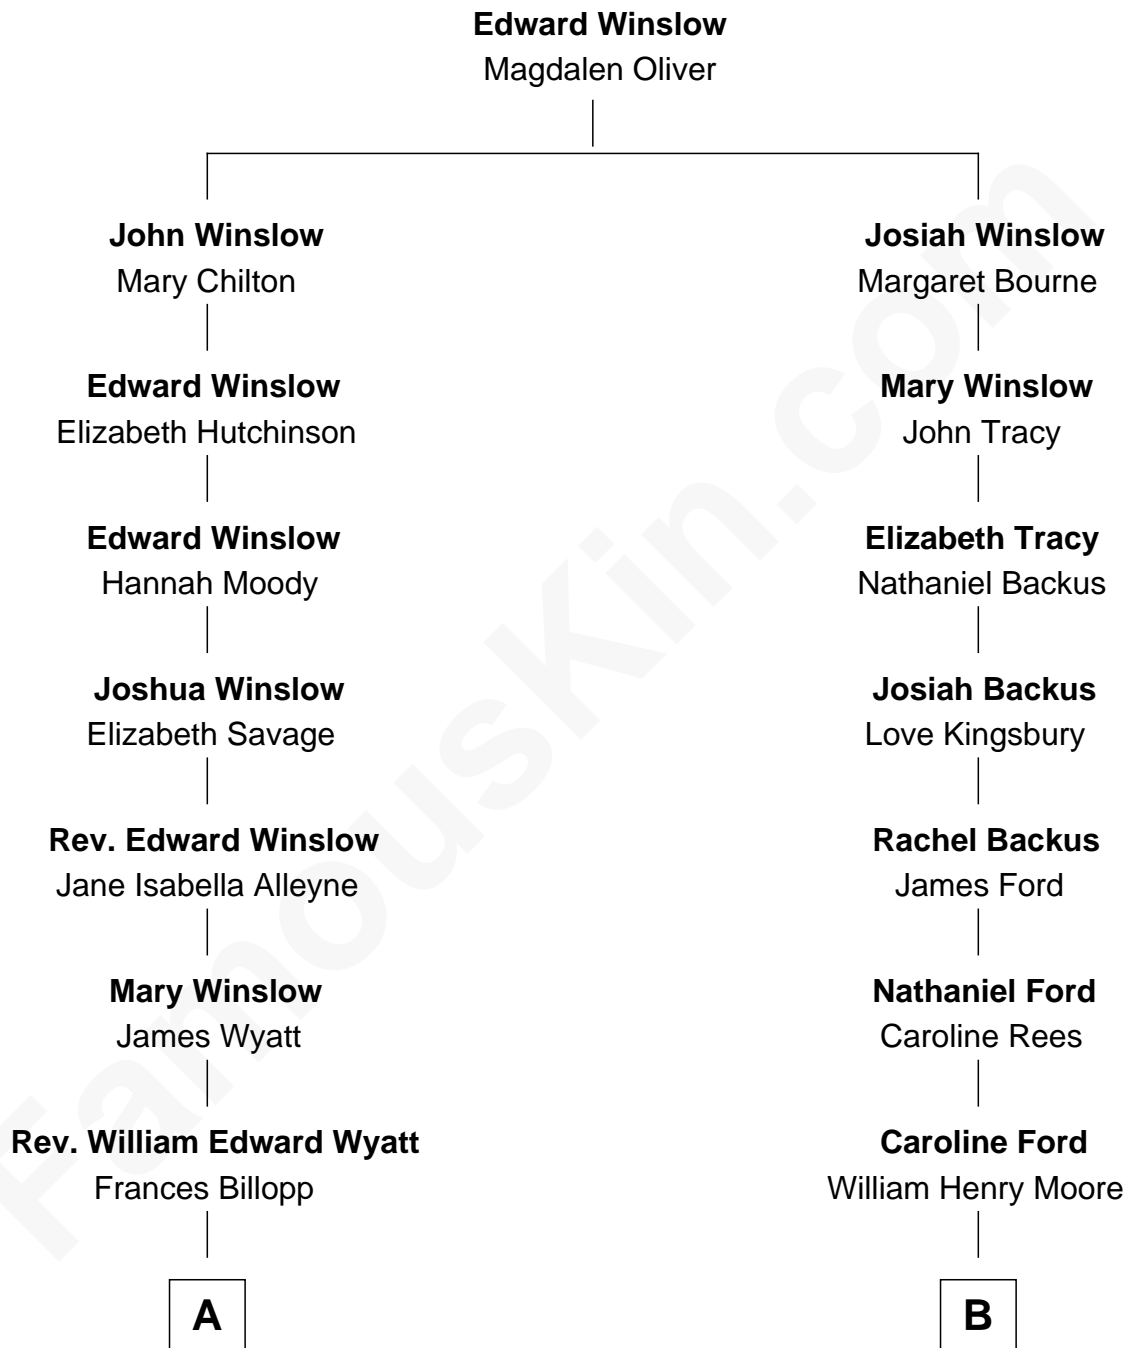 Edward Winslow
Magdalen Oliver
John Winslow
Mary Chilton
Josiah Winslow
Margaret Bourne
Edward Winslow
Elizabeth Hutchinson
Mary Winslow
John Tracy
Edward Winslow
Hannah Moody
Elizabeth Tracy
Nathaniel Backus
Joshua Winslow
Elizabeth Savage
Josiah Backus
Love Kingsbury
Rev. Edward Winslow
Jane Isabella Alleyne
Rachel Backus
James Ford
Mary Winslow
James Wyatt
Nathaniel Ford
Caroline Rees
Rev. William Edward Wyatt
Frances Billopp
Caroline Ford
William Henry Moore
A
B
FamousKin.com